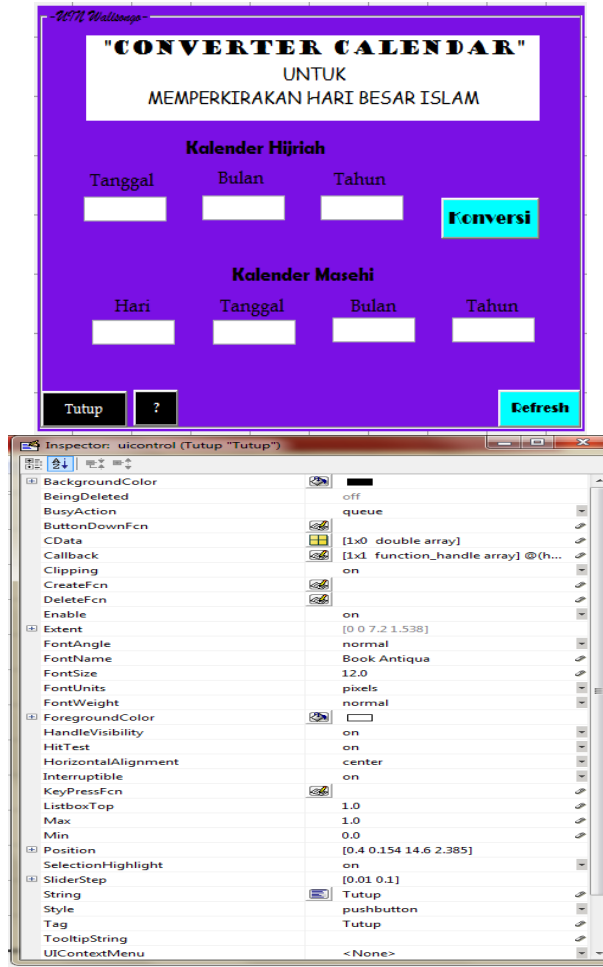 -UIN Walisongo-
"CONVERTER CALENDAR"
UNTUK
MEMPERKIRAKAN HARI BESAR ISLAM
Kalender Hijriah
Tanggal Bulan Tahun
Konversi
Kalender Masehi
Hari Tanggal Bulan Tahun
Tutup ? Refresh
Inspector: uicontrol (Tutup "Tutup")
BackgroundColor
BeingDeleted off
BusyAction queue
ButtonDownFcn
CData [1x0 double array]
Callback [1x1 function_handle array] @(h...
Clipping on
CreateFcn
DeleteFcn
Enable on
Extent [0 0 7.2 1.538]
FontAngle normal
FontName Book Antiqua
FontSize 12.0
FontUnits pixels
FontWeight normal
ForegroundColor
HandleVisibility on
HitTest on
HorizontalAlignment center
Interruptible on
KeyPressFcn
ListboxTop 1.0
Max 1.0
Min 0.0
Position [0.4 0.154 14.6 2.385]
SelectionHighlight on
SliderStep [0.01 0.1]
String Tutup
Style pushbutton
Tag Tutup
TooltipString
UIContextMenu <None>